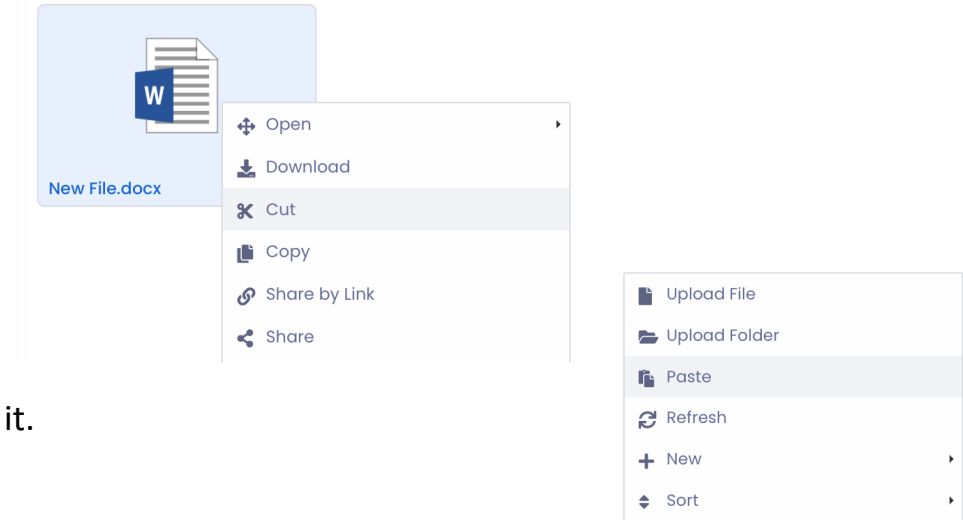 W
New File.docx
Open
Download
Cut
Copy
Share by Link
Share
it.
Upload File
Upload Folder
Paste
Refresh
New
Sort